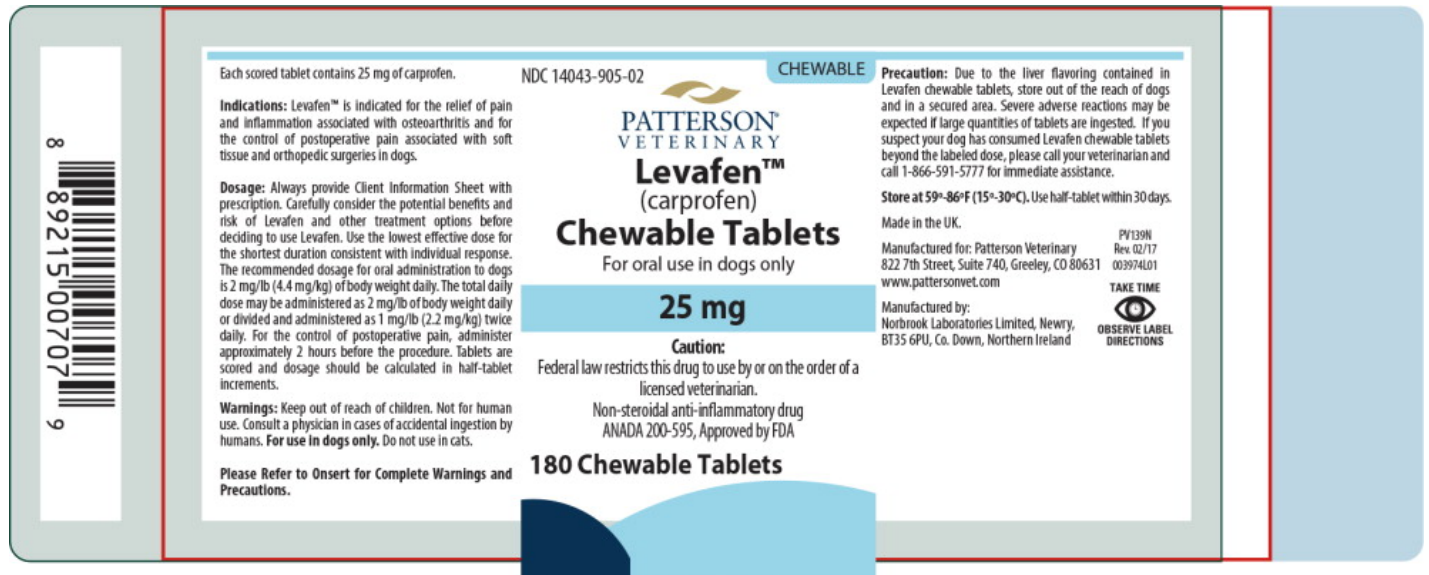 8 89215 00707 9
Each scored tablet contains 25 mg of carprofen.
Indications: Levafen™ is indicated for the relief of pain
and inflammation associated with osteoarthritis and for
the control of postoperative pain associated with soft
tissue and orthopedic surgeries in dogs.
Dosage: Always provide Client Information Sheet with
prescription. Carefully consider the potential benefits and
risk of Levafen and other treatment options before
deciding to use Levafen. Use the lowest effective dose for
the shortest duration consistent with individual response.
The recommended dosage for oral administration to dogs
is 2 mg/lb (4.4 mg/kg) of body weight daily. The total daily
dose may be administered as 2 mg/lb of body weight daily
or divided and administered as 1 mg/lb (2.2 mg/kg) twice
daily. For the control of postoperative pain, administer
approximately 2 hours before the procedure. Tablets are
scored and dosage should be calculated in half-tablet
increments.
Warnings: Keep out of reach of children. Not for human
use. Consult a physician in cases of accidental ingestion by
humans. For use in dogs only. Do not use in cats.
Please Refer to Onsert for Complete Warnings and
Precautions.
NDC 14043-905-02
CHEWABLE
PATTERSON®
VETERINARY
Levafen™
(carprofen)
Chewable Tablets
For oral use in dogs only
25 mg
Caution:
Federal law restricts this drug to use by or on the order of a
licensed veterinarian.
Non-steroidal anti-inflammatory drug
ANADA 200-595, Approved by FDA
180 Chewable Tablets
Precaution: Due to the liver flavoring contained in
Levafen chewable tablets, store out of the reach of dogs
and in a secured area. Severe adverse reactions may be
expected if large quantities of tablets are ingested. If you
suspect your dog has consumed Levafen chewable tablets
beyond the labeled dose, please call your veterinarian and
call 1-866-591-5777 for immediate assistance.
Store at 59º-86ºF (15º-30ºC). Use half-tablet within 30 days.
Made in the UK.
Manufactured for: Patterson Veterinary
822 7th Street, Suite 740, Greeley, CO 80631
www.pattersonvet.com
Manufactured by:
Norbrook Laboratories Limited, Newry,
BT35 6PU, Co. Down, Northern Ireland
PV139N
Rev. 02/17
003974L01
TAKE TIME
OBSERVE LABEL
DIRECTIONS